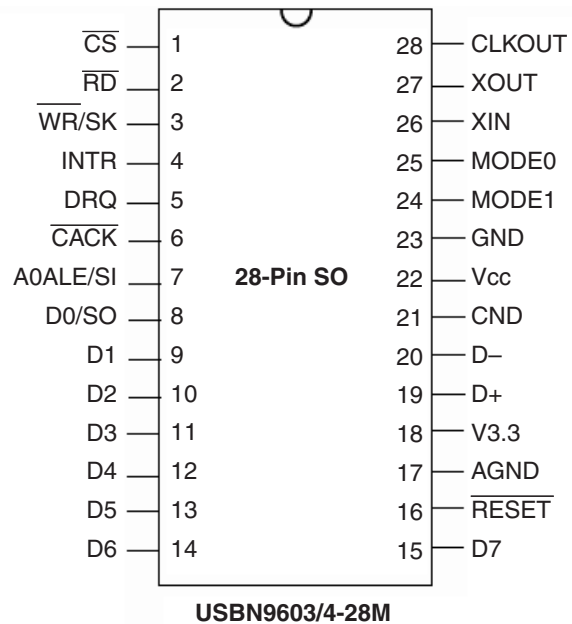 CS 1 28 CLKOUT
RD 2 27 XOUT
WR/SK 3 26 XIN
INTR 4 25 MODE0
DRQ 5 24 MODE1
CACK 6 23 GND
A0ALE/SI 7 28-Pin SO 22 Vcc
D0/SO 8 21 CND
D1 9 20 D–
D2 10 19 D+
D3 11 18 V3.3
D4 12 17 AGND
D5 13 16 RESET
D6 14 15 D7
USBN9603/4-28M